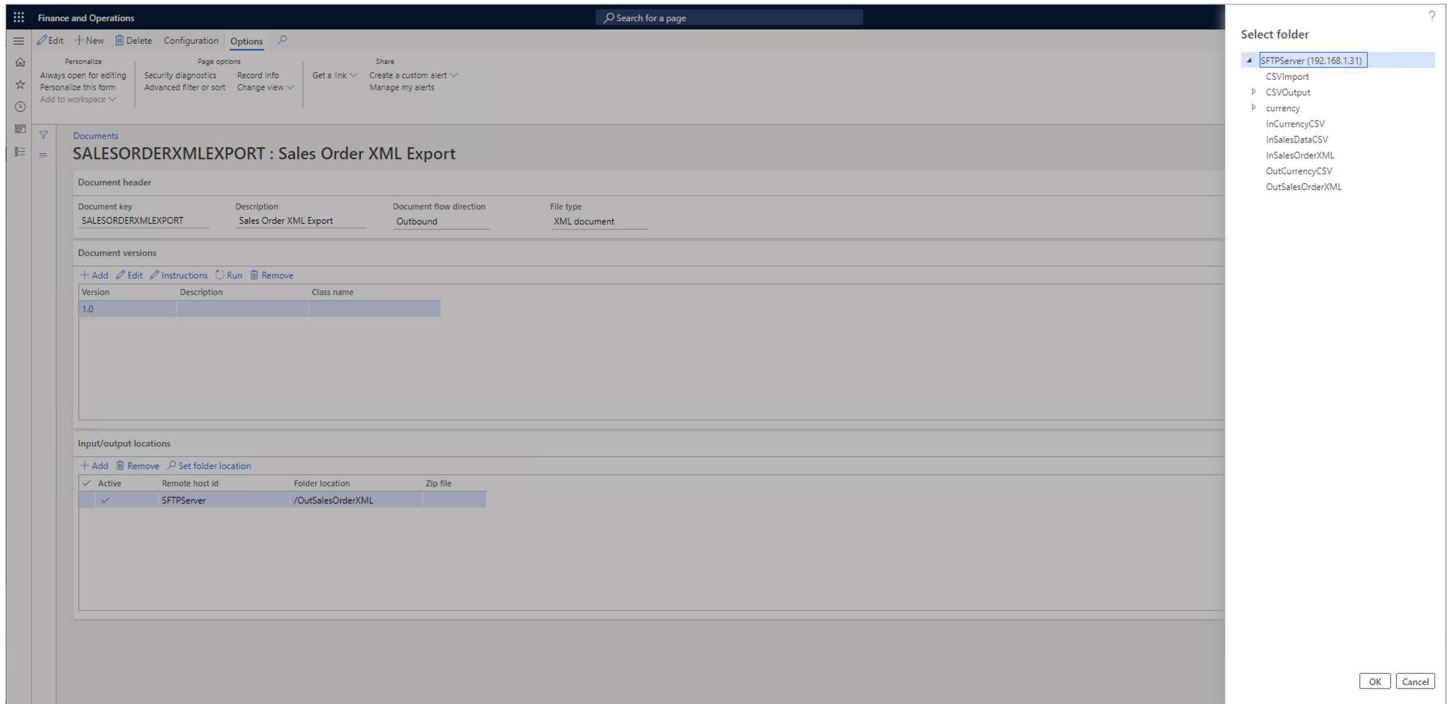 Finance and Operations
Search for a page
?
Edit New Delete Configuration Options
Personalize
Always open for editing
Personalize this form
Add to workspace
Page options
Security diagnostics Record info
Advanced filter or sort Change view
Share
Get a link Create a custom alert
Manage my alerts
Documents
SALESORDERXMLEXPORT : Sales Order XML Export
Document header
Document key Description Document flow direction File type
SALESORDERXMLEXPORT Sales Order XML Export Outbound XML document
Document versions
Add Edit Instructions Run Remove
Version Description Class name
1.0
Input/output locations
Add Remove Set folder location
Active Remote host id Folder location Zip file
SFTPServer /OutSalesOrderXML
Select folder
SFTPServer (192.168.1.31)
CSVImport
CSVOutput
currency
InCurrencyCSV
InSalesDataCSV
InSalesOrderXML
OutCurrencyCSV
OutSalesOrderXML
OK Cancel